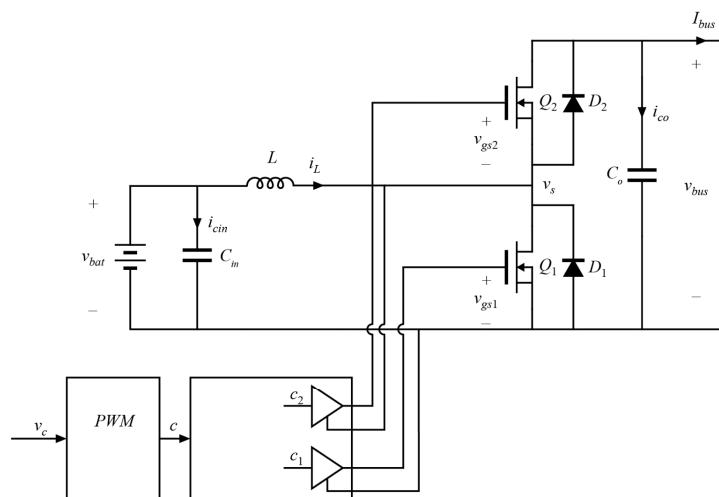 I_bus
+
Q_2
D_2
+
v_gs2
i_co
−
L
i_L
v_s
C_o
v_bus
+
i_cin
v_bat
C_in
Q_1
D_1
+
v_gs1
−
−
−
c_2
v_c
PWM
c
c_1